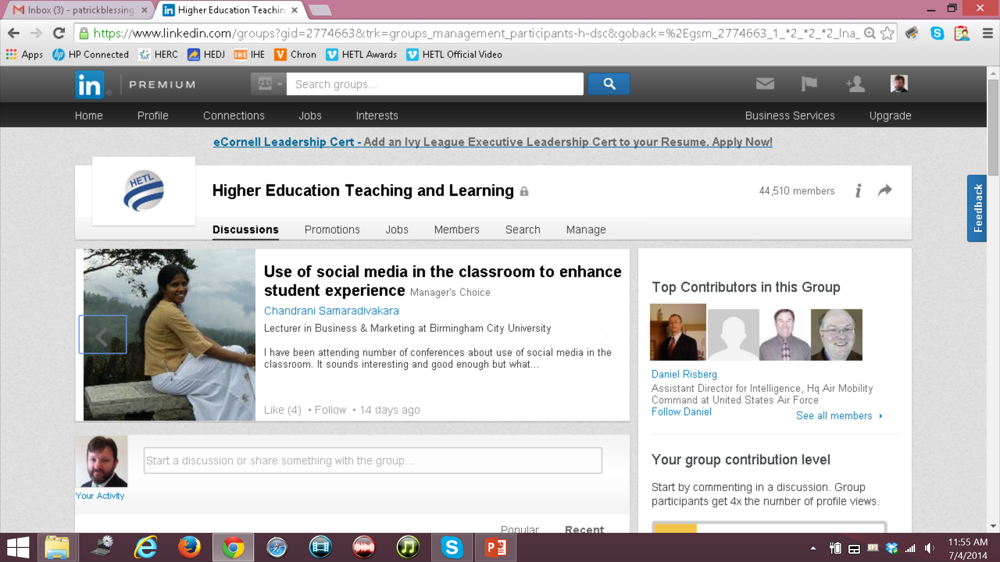 Inbox (3) - patrickblessing
Higher Education Teachin
https://www.linkedin.com/groups?gid=2774663&trk=groups_management_participants-h-dsc&goback=%2Egsm_2774663_1_*2_*2_*2_lna_
Apps
HP Connected
HERC
HEDJ
IHE IHE
V Chron
HETL Awards
HETL Official Video
in® PREMIUM
Search groups...
Home Profile Connections Jobs Interests Business Services Upgrade
eCornell Leadership Cert - Add an Ivy League Executive Leadership Cert to your Resume. Apply Now!
HETL
Higher Education Teaching and Learning
44,510 members
Feedback
Discussions Promotions Jobs Members Search Manage
Use of social media in the classroom to enhance
student experience Manager's Choice
Chandrani Samaradivakara
Lecturer in Business & Marketing at Birmingham City University
I have been attending number of conferences about use of social media in the
classroom. It sounds interesting and good enough but what...
Like (4) • Follow • 14 days ago
Top Contributors in this Group
Daniel Risberg
Assistant Director for Intelligence, Hq Air Mobility
Command at United States Air Force
Follow Daniel
See all members
Start a discussion or share something with the group...
Your Activity
Popular Recent
Your group contribution level
Start by commenting in a discussion. Group
participants get 4x the number of profile views.
11:55 AM
7/4/2014